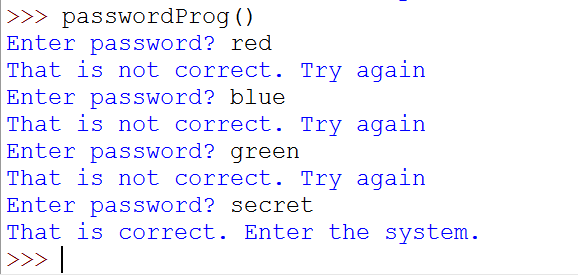 >>> passwordProg()
Enter password? red
That is not correct. Try again
Enter password? blue
That is not correct. Try again
Enter password? green
That is not correct. Try again
Enter password? secret
That is correct. Enter the system.
>>>